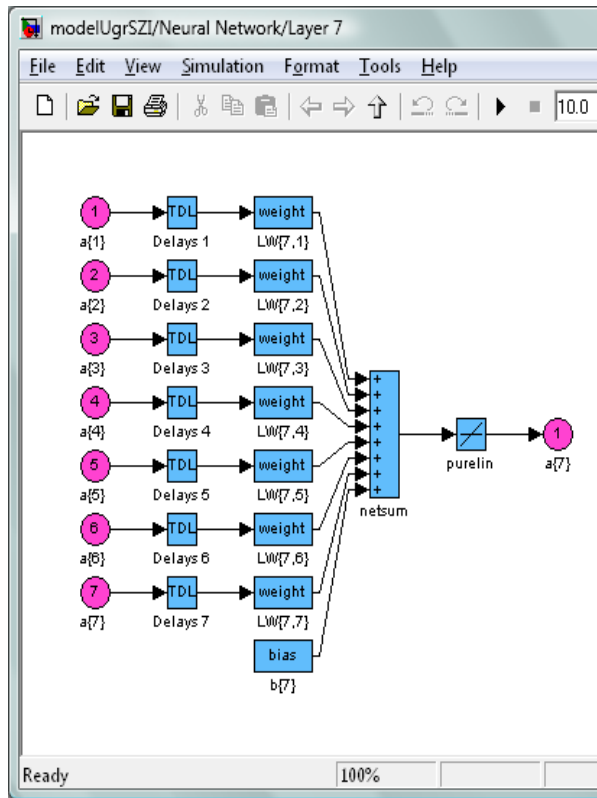 modelUgrSZI/Neural Network/Layer 7
File Edit View Simulation Format Tools Help
10.0
1 TDL weight
a{1} Delays 1 LW{7,1}
2 TDL weight
a{2} Delays 2 LW{7,2}
3 TDL weight
a{3} Delays 3 LW{7,3}
4 TDL weight
a{4} Delays 4 LW{7,4}
5 TDL weight
a{5} Delays 5 LW{7,5}
6 TDL weight
a{6} Delays 6 LW{7,6}
7 TDL weight
a{7} Delays 7 LW{7,7}
bias
b{7}
+
+
+
+
+
+
+
+
netsum
purelin
1
a{7}
Ready 100%